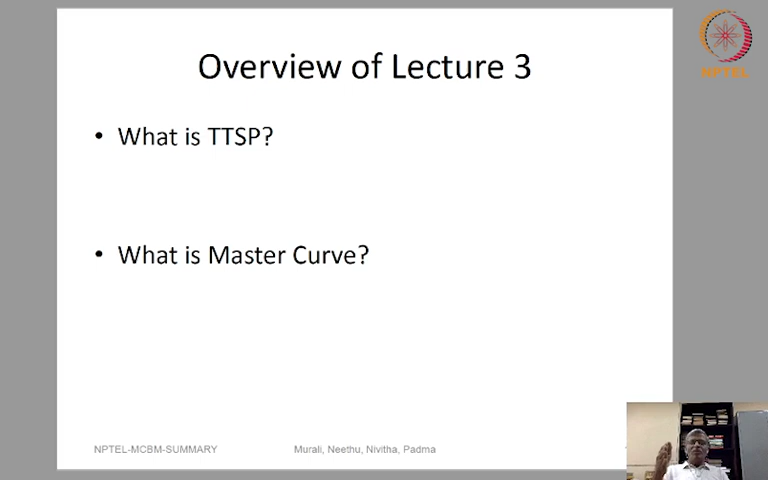 Overview of Lecture 3
• What is TTSP?
• What is Master Curve?
NPTEL-MCBM-SUMMARY
Murali, Neethu, Nivitha, Padma
NPTEL